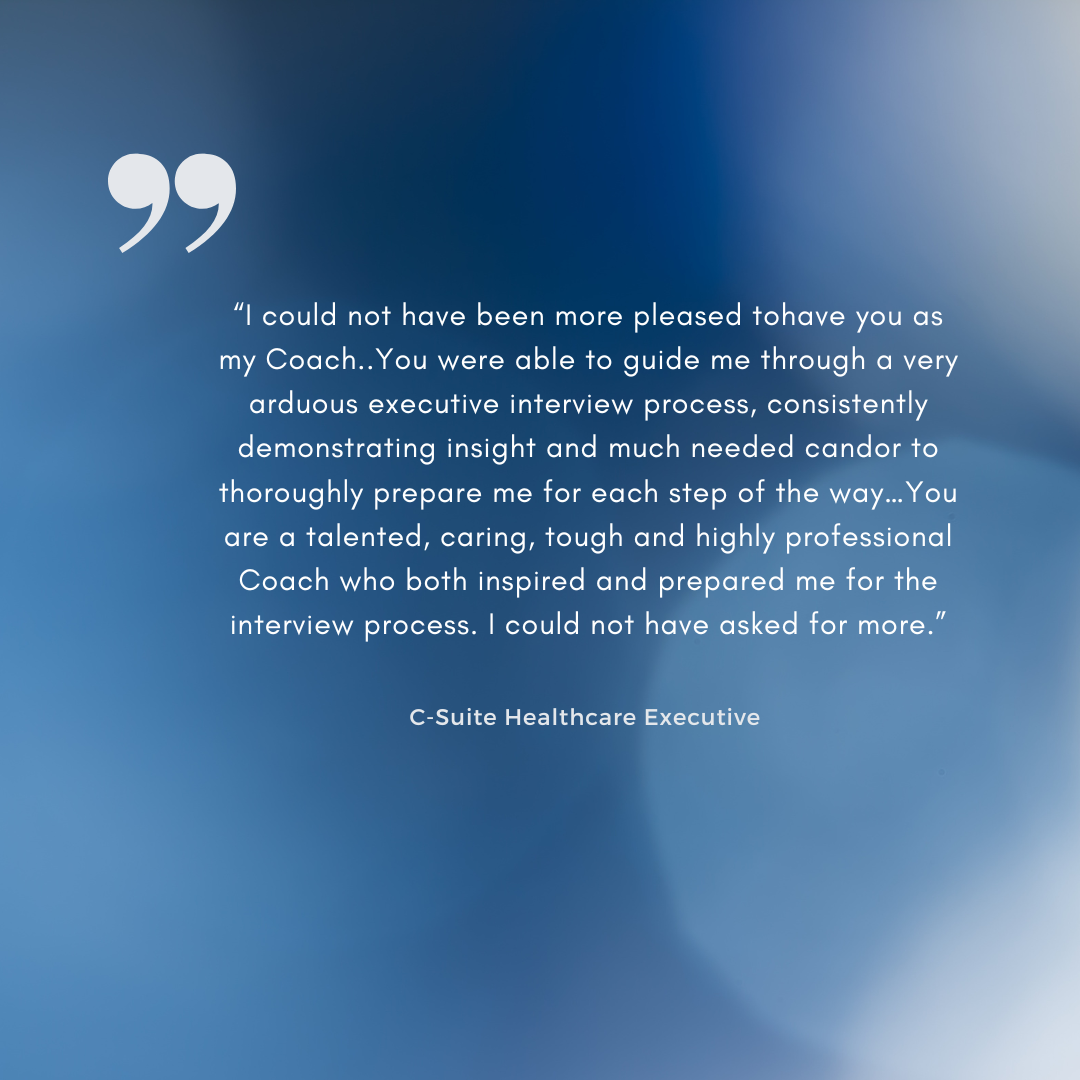 ”
“I could not have been more pleased tohave you as
my Coach..You were able to guide me through a very
arduous executive interview process, consistently
demonstrating insight and much needed candor to
thoroughly prepare me for each step of the way...You
are a talented, caring, tough and highly professional
Coach who both inspired and prepared me for the
interview process. I could not have asked for more.”
C-Suite Healthcare Executive